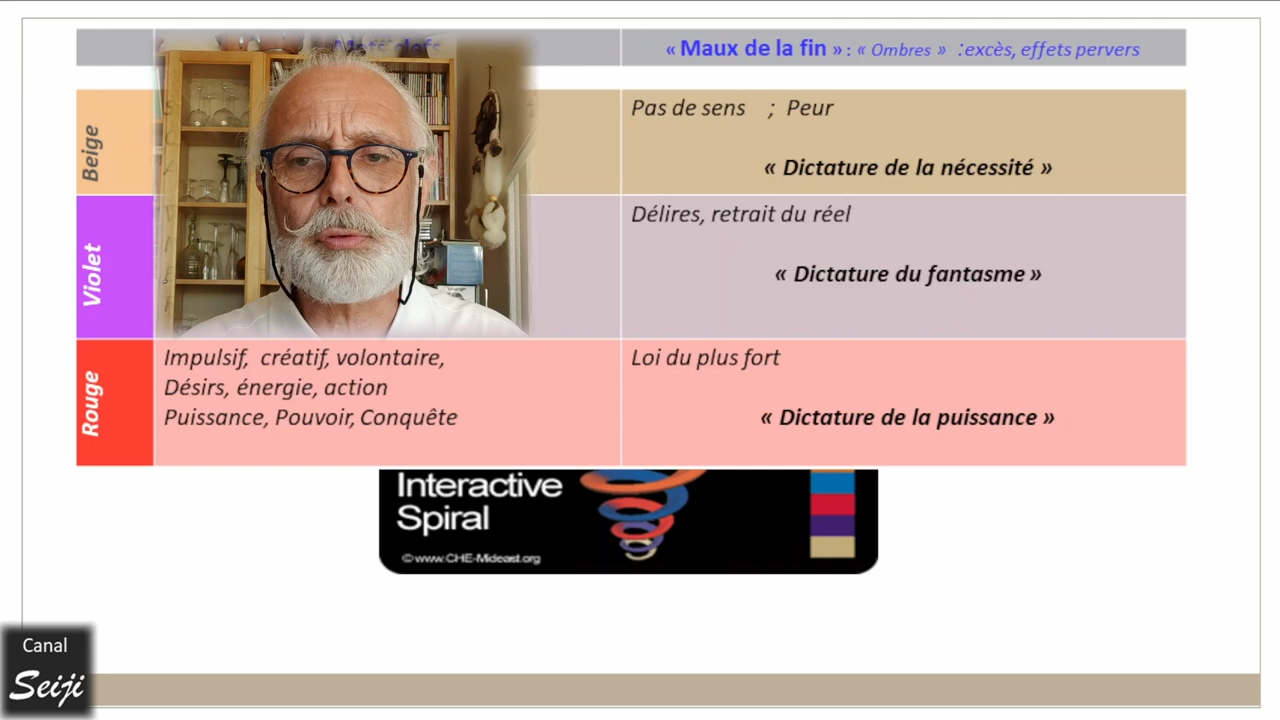 « Maux de la fin » : « Ombres » :excès, effets pervers
Beige
Pas de sens ; Peur
« Dictature de la nécessité »
Violet
Délires, retrait du réel
« Dictature du fantasme »
Rouge
Impulsif, créatif, volontaire,
Désirs, énergie, action
Puissance, Pouvoir, Conquête
Loi du plus fort
« Dictature de la puissance »
Interactive
Spiral
©www.CHE-Mideast.org
Canal
Seiji